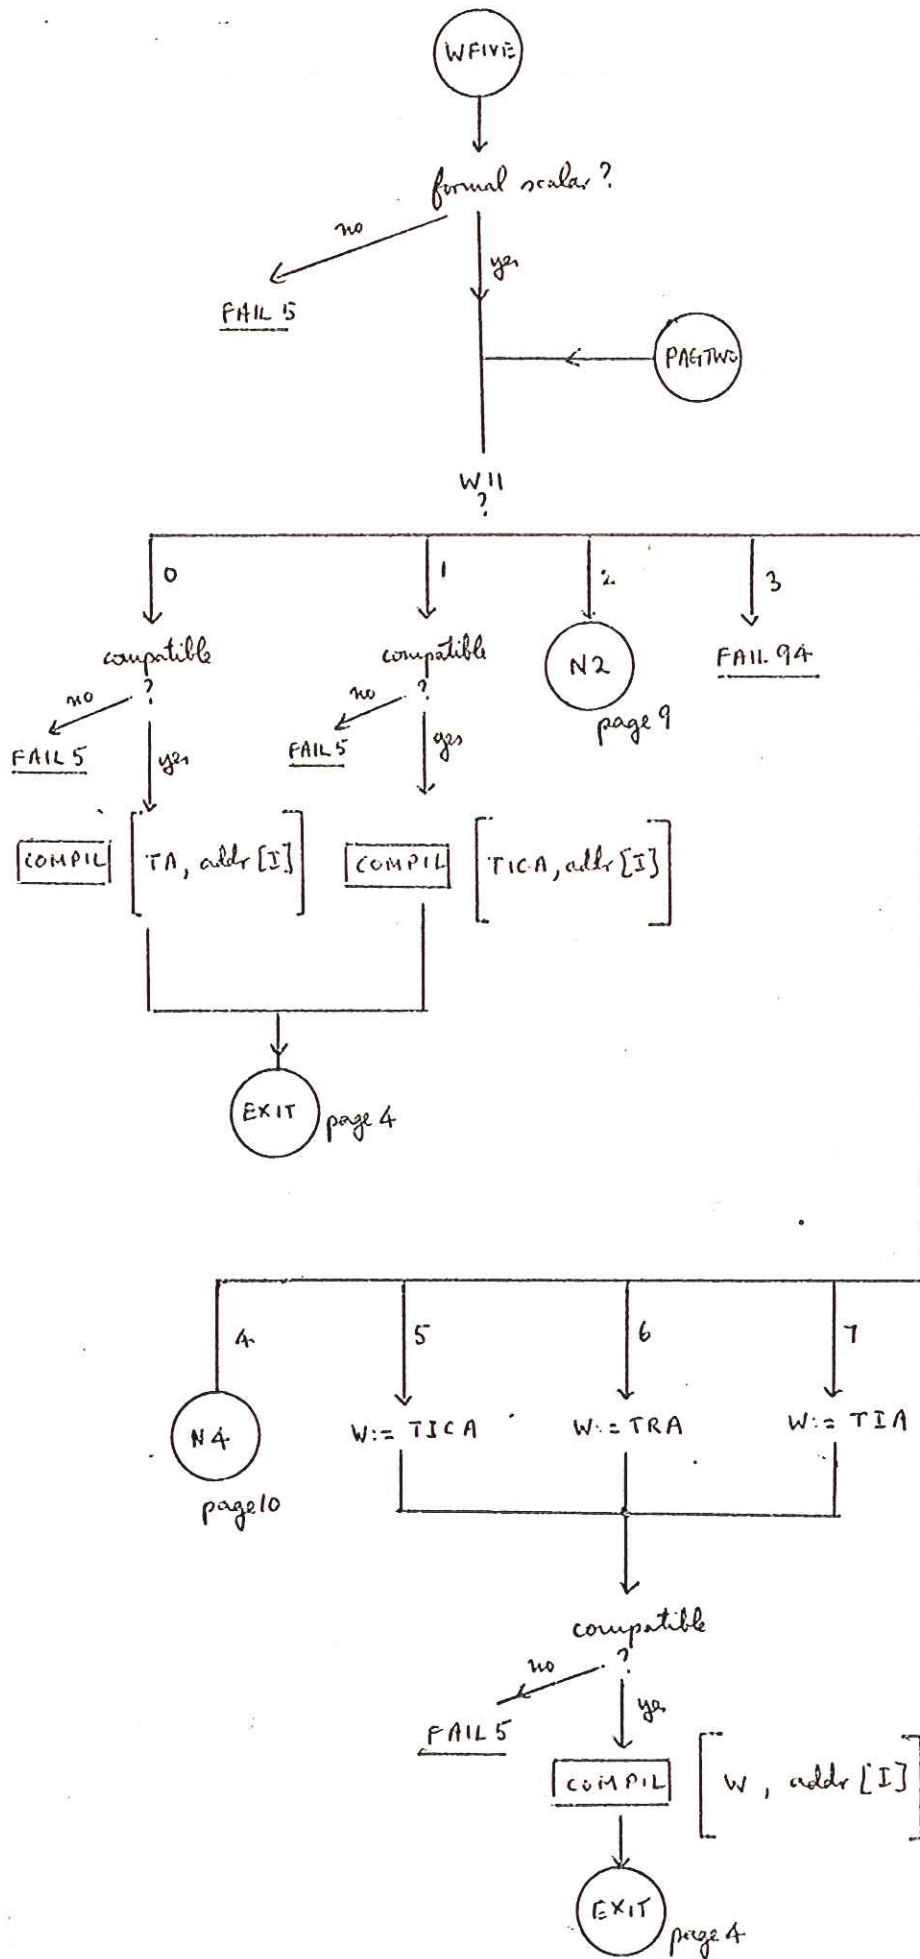 WFIVE
formal scalar ?
no
yes
FAIL 5
PAGTWO
W11
?
0
1
2
3
compatible
?
no
yes
FAIL 5
compatible
?
no
yes
FAIL 5
N2
page 9
FAIL 94
COMPIL [TA, addr [I]]
COMPIL [TICA, addr [I]]
EXIT
page 4
4
5
6
7
N4
page 10
W:= TICA
W:= TRA
W:= TIA
compatible
?
no
yes
FAIL 5
COMPIL [W, addr [I]]
EXIT
page 4